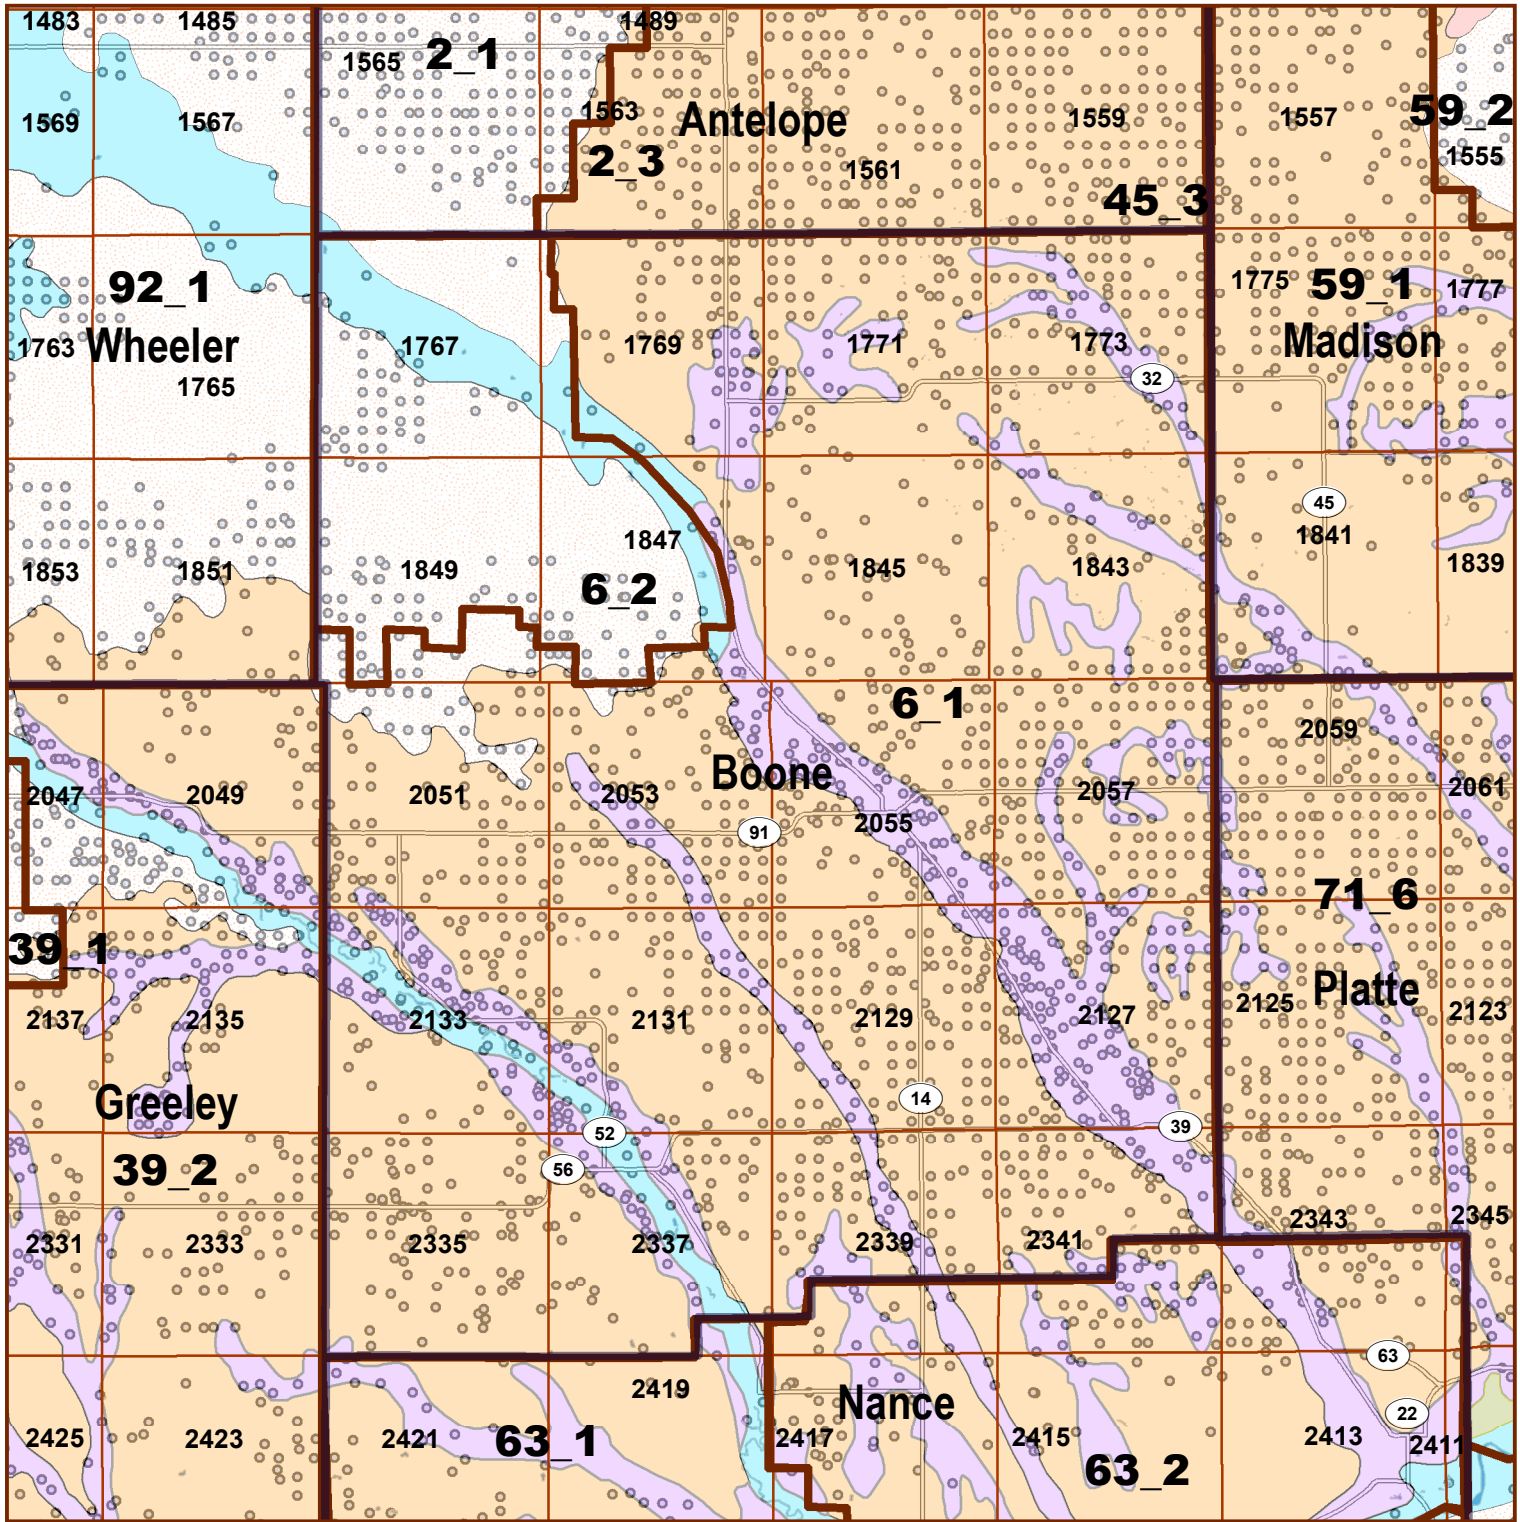 1483 1485 1489
1565 2_1
1569 1567 1563 Antelope 1559 1557 59_2
2_3 1561 1555
45_3
92_1 1775 59_1 1777
1763 Wheeler 1767 1769 1771 1773 Madison
1765 32
45
1847 1841
1853 1851 1849 1845 1843 1839
6_2
6_1
2059
Boone
2047 2049 2051 2053 2057 2061
91 2055
71_6
39_1
2125 Platte
2137 2135 2133 2131 2129 2127 2123
Greeley 14
52 39
39_2 56
2343 2345
2331 2333 2335 2337 2339 2341
63
2419 Nance
22
2425 2423 2421 63_1 2417 2415 2413 2411
63_2